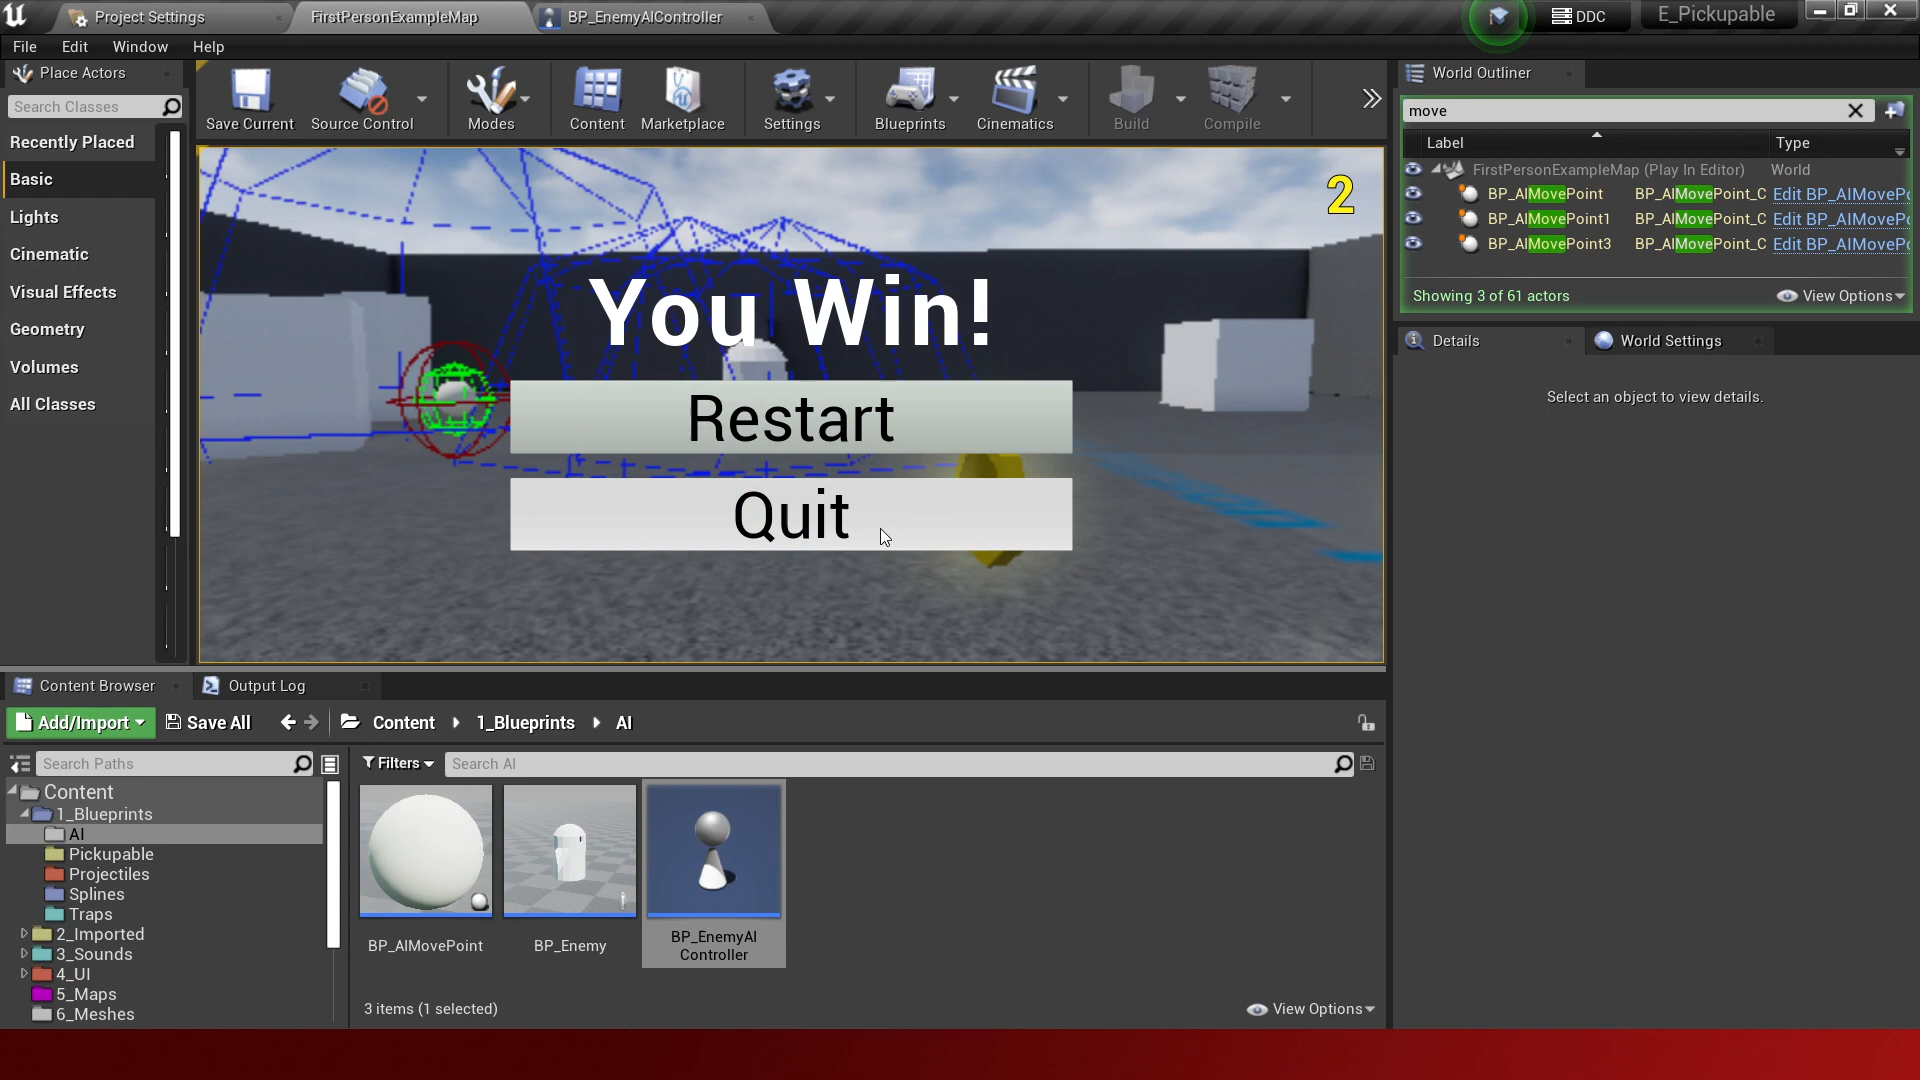 Project Settings
FirstPersonExampleMap
BP_EnemyAIController
DDC
E_Pickupable
File
Edit
Window
Help
Place Actors
Search Classes
Recently Placed
Basic
Lights
Cinematic
Visual Effects
Geometry
Volumes
All Classes
Save Current
Source Control
Modes
Content
Marketplace
Settings
Blueprints
Cinematics
Build
Compile
2
You Win!
Restart
Quit
World Outliner
move
Label
Type
FirstPersonExampleMap (Play In Editor)
World
BP_AIMovePoint
BP_AIMovePoint_C
Edit BP_AIMovePo
BP_AIMovePoint1
BP_AIMovePoint_C
Edit BP_AIMovePo
BP_AIMovePoint3
BP_AIMovePoint_C
Edit BP_AIMovePo
Showing 3 of 61 actors
View Options
Details
World Settings
Select an object to view details.
Content Browser
Output Log
Add/Import
Save All
Content
1_Blueprints
AI
Search Paths
Filters
Search AI
Content
1_Blueprints
AI
Pickupable
Projectiles
Splines
Traps
2_Imported
3_Sounds
4_UI
5_Maps
6_Meshes
BP_AIMovePoint
BP_Enemy
BP_EnemyAI
Controller
3 items (1 selected)
View Options